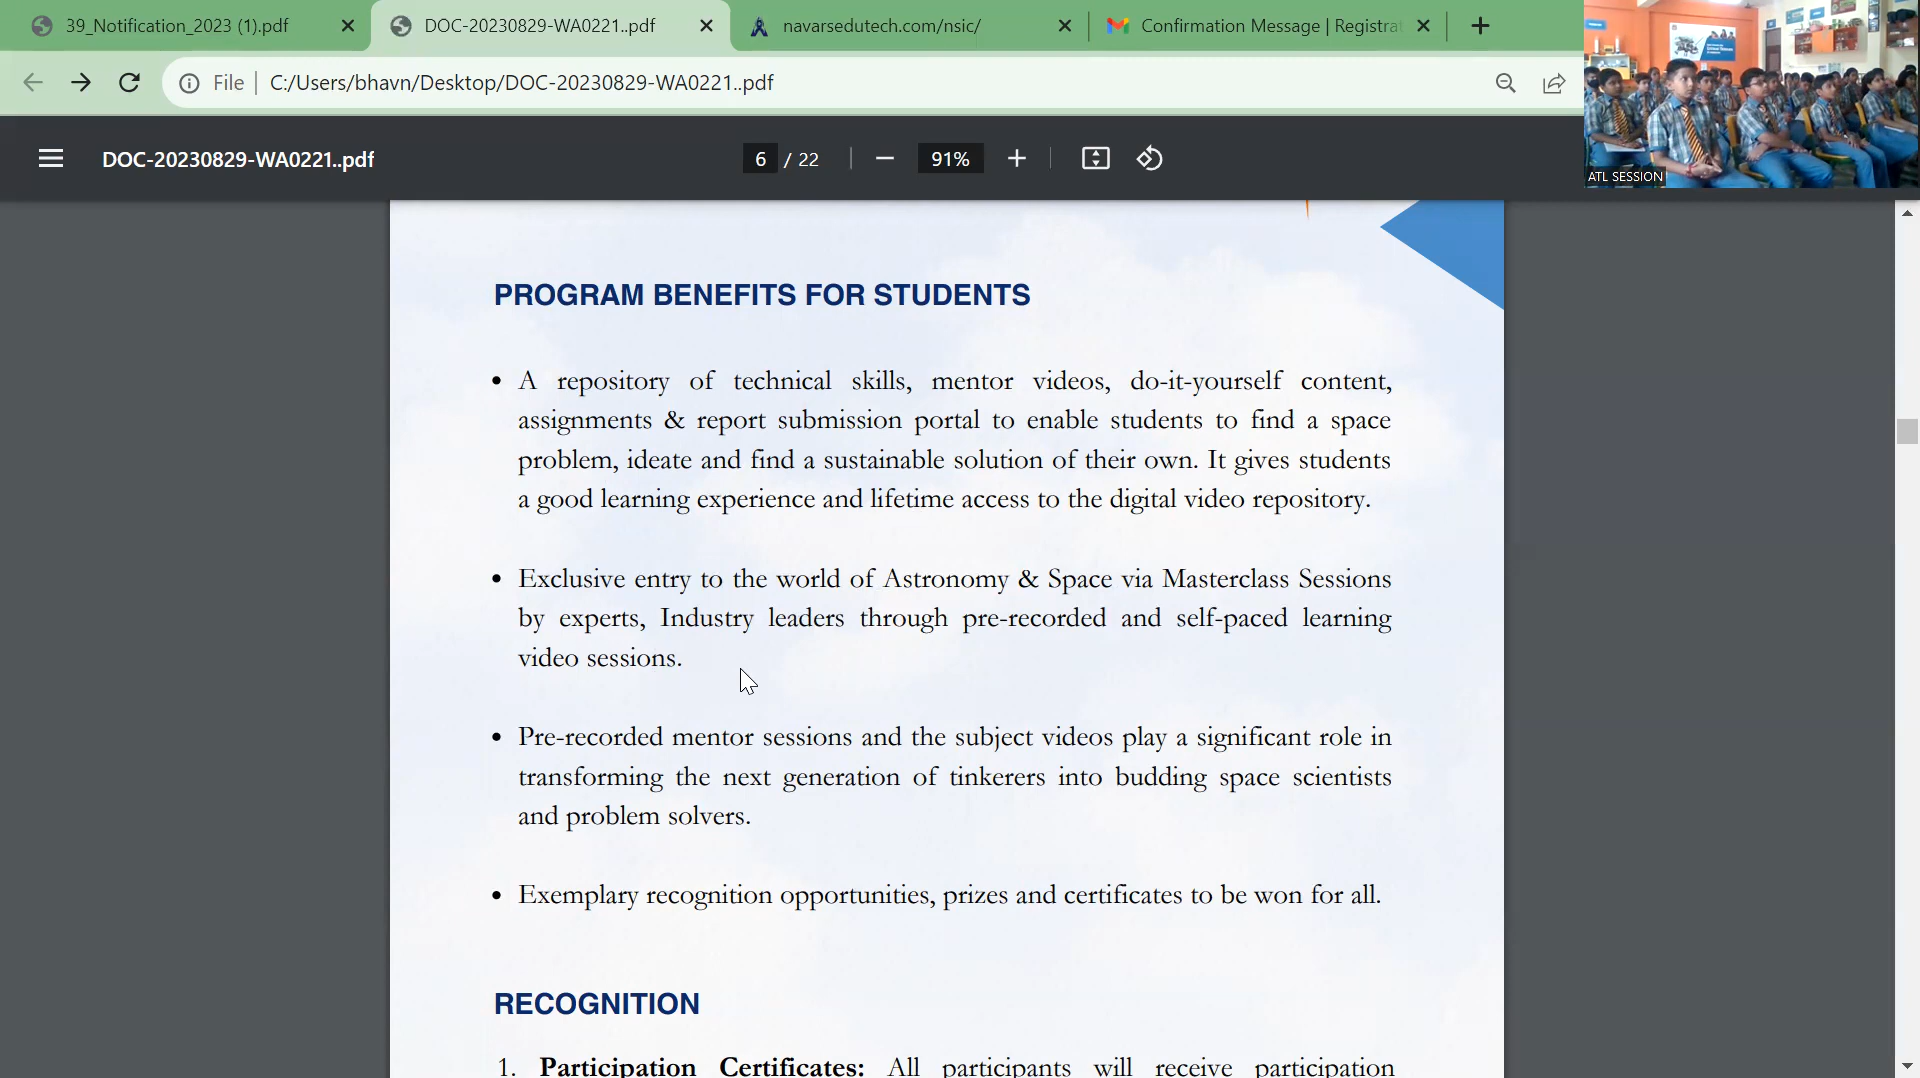 39_Notification_2023 (1).pdf
DOC-20230829-WA0221..pdf
navarsedutech.com/nsic/
Confirmation Message | Registrat
File
C:/Users/bhavn/Desktop/DOC-20230829-WA0221..pdf
DOC-20230829-WA0221..pdf
6 / 22
91%
ATL SESSION
PROGRAM BENEFITS FOR STUDENTS
• A repository of technical skills, mentor videos, do-it-yourself content,
assignments & report submission portal to enable students to find a space
problem, ideate and find a sustainable solution of their own. It gives students
a good learning experience and lifetime access to the digital video repository.
• Exclusive entry to the world of Astronomy & Space via Masterclass Sessions
by experts, Industry leaders through pre-recorded and self-paced learning
video sessions.
• Pre-recorded mentor sessions and the subject videos play a significant role in
transforming the next generation of tinkerers into budding space scientists
and problem solvers.
• Exemplary recognition opportunities, prizes and certificates to be won for all.
RECOGNITION
1. Participation Certificates: All participants will receive participation